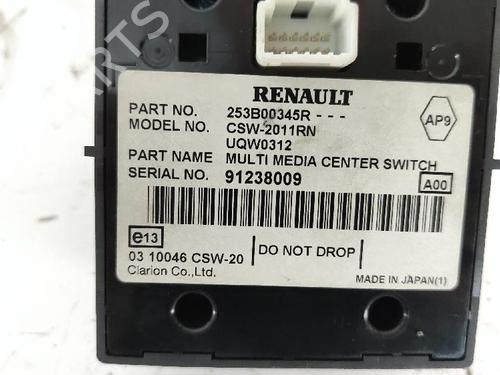 PARTS
RENAULT
PART NO. 253B00345R - - -
MODEL NO. CSW-2011RN
UQW0312
AP9
PART NAME MULTI MEDIA CENTER SWITCH
SERIAL NO. 91238009
A00
e13
03 10046 CSW-20
DO NOT DROP
Clarion Co.,Ltd.
MADE IN JAPAN(1)